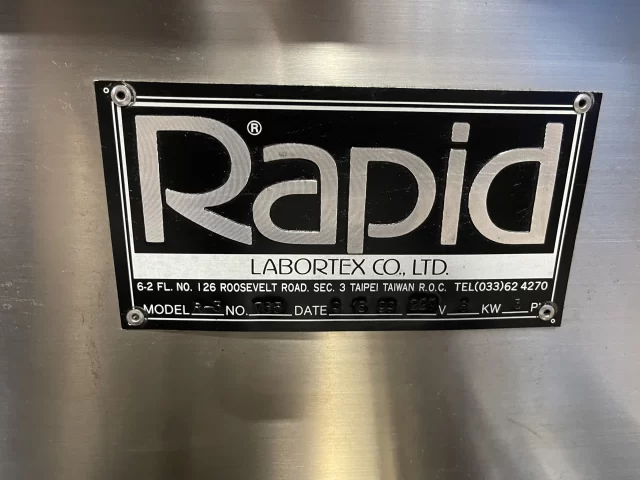 Rapid®
LABORTEX CO., LTD.
6-2 FL. NO. 126 ROOSEVELT ROAD. SEC. 3 TAIPEI TAIWAN R.O.C. TEL(033)62 4270
MODEL NO. DATE V KW